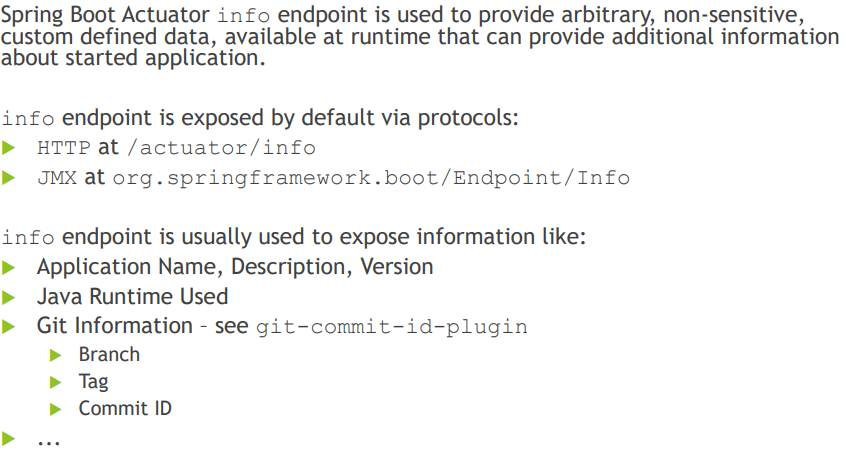 Spring Boot Actuator info endpoint is used to provide arbitrary, non-sensitive,
custom defined data, available at runtime that can provide additional information
about started application.
info endpoint is exposed by default via protocols:
HTTP at /actuator/info
JMX at org.springframework.boot/Endpoint/Info
info endpoint is usually used to expose information like:
Application Name, Description, Version
Java Runtime Used
Git Information - see git-commit-id-plugin
Branch
Tag
Commit ID
...